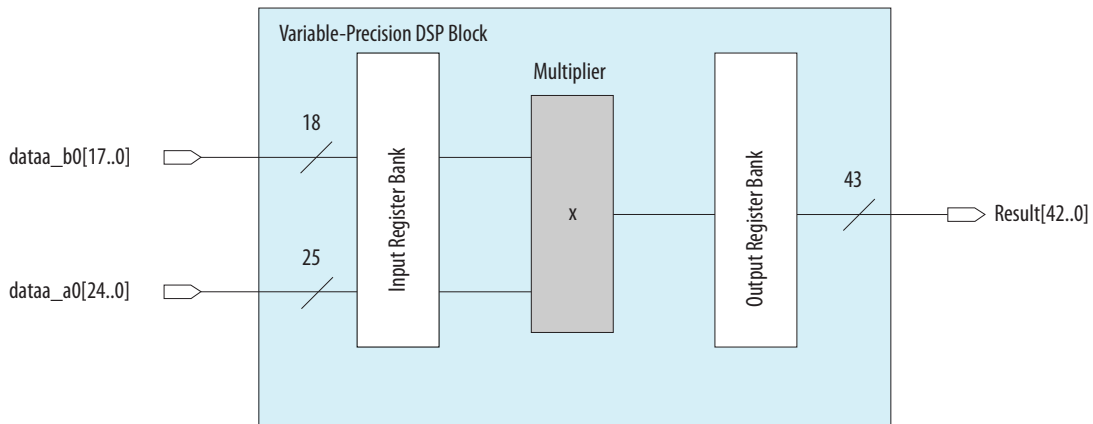 Variable-Precision DSP Block
Multiplier
18
dataa_b0[17..0]
Input Register Bank
x
Output Register Bank
43
Result[42..0]
25
dataa_a0[24..0]